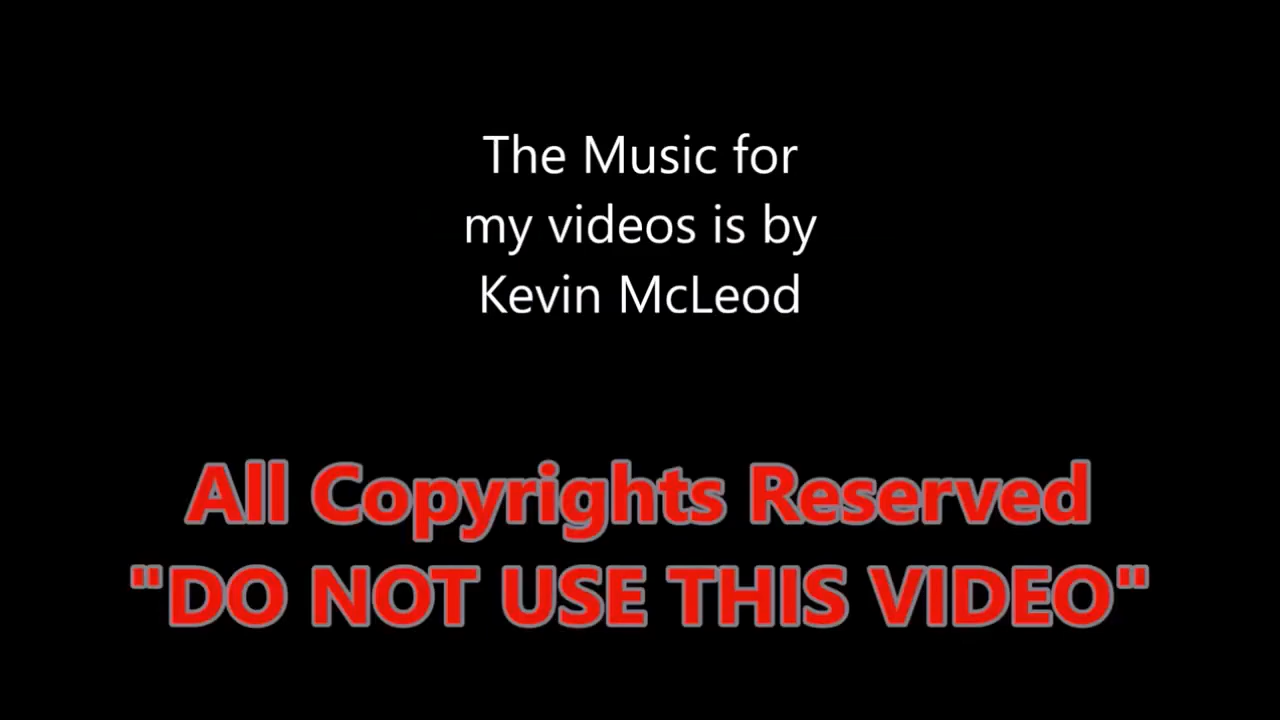 The Music for
my videos is by
Kevin McLeod
All Copyrights Reserved
"DO NOT USE THIS VIDEO"